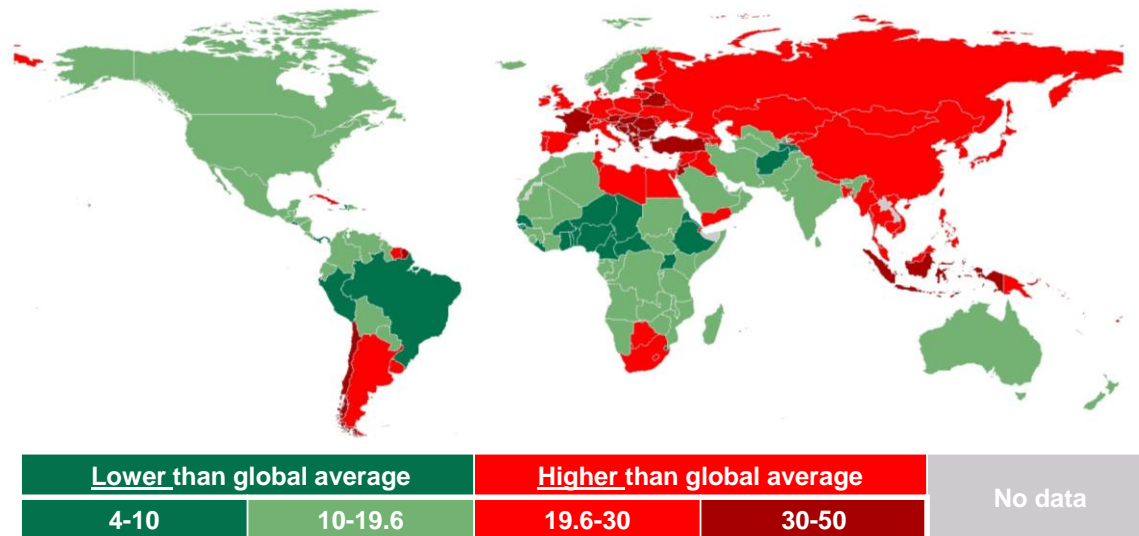 Lower than global average
Higher than global average
No data
4-10
10-19.6
19.6-30
30-50